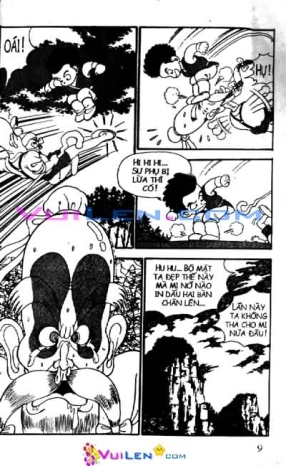 OÁI!
HỰ!
HI HI HI...
SƯ PHỤ BỊ
LỪA THÌ
CÓ!
VUILEN.COM
HU HU... BỘ MẶT
TA ĐẸP THẾ NÀY
MÀ MI NỠ NÀO
IN DẤU HAI BÀN
CHÂN LÊN...
LẦN NÀY
TA KHÔNG
THA CHO MI
NỬA ĐÂU!
9
VUILEN
.COM